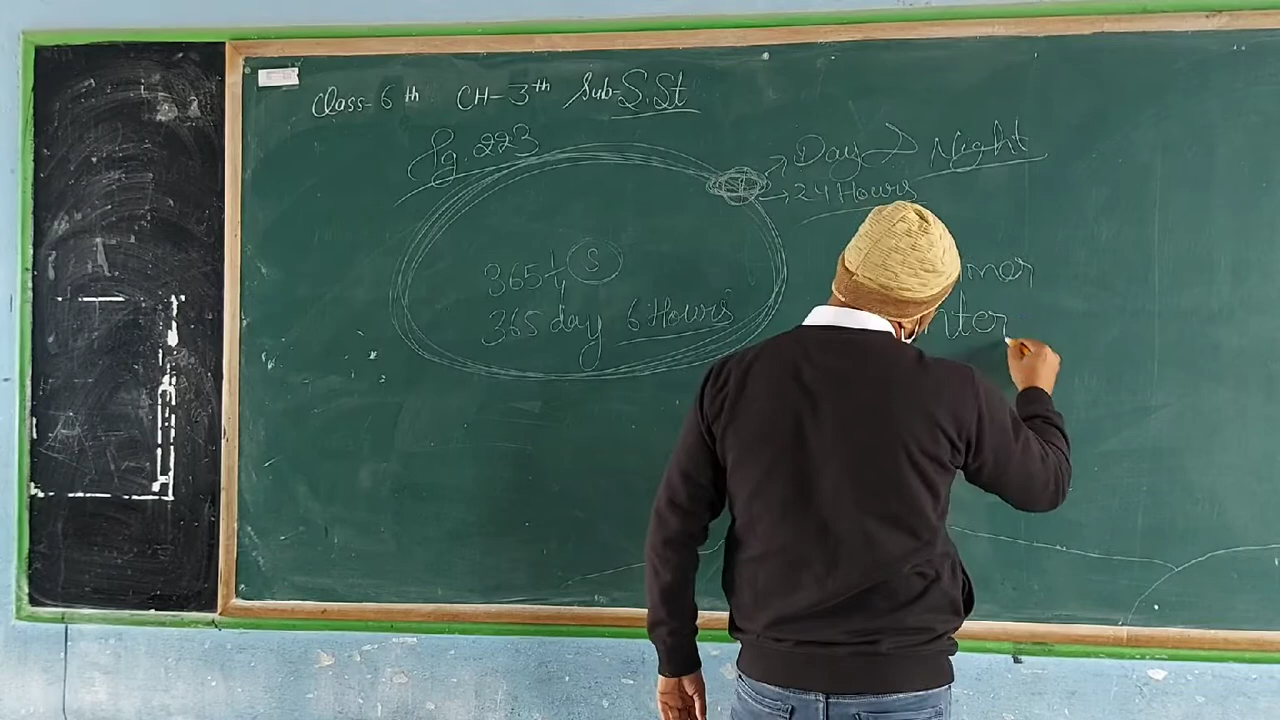 Class-6th CH-3th Sub-S.St
Pg. 223
Day & Night
24 Hours
S
365 1/4
365 day 6 Hours
mer
nter